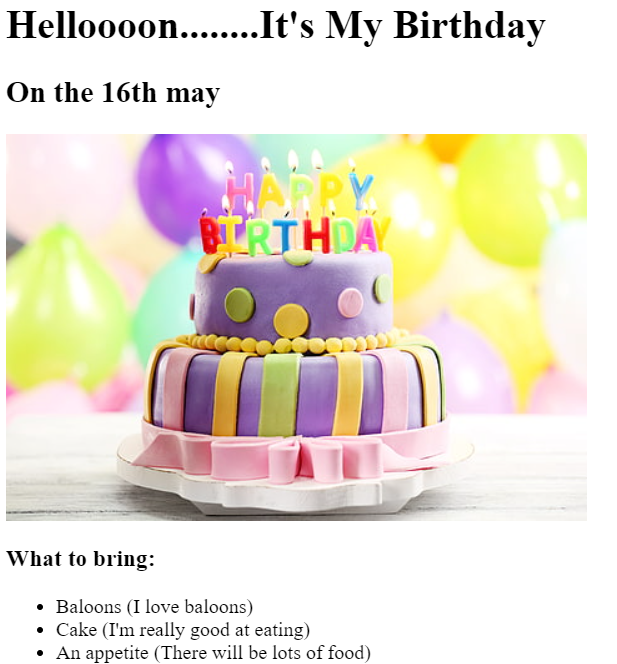 Helloooon........It's My Birthday
On the 16th may
HAPPY
BIRTHDAY
What to bring:
Baloons (I love baloons)
Cake (I'm really good at eating)
An appetite (There will be lots of food)